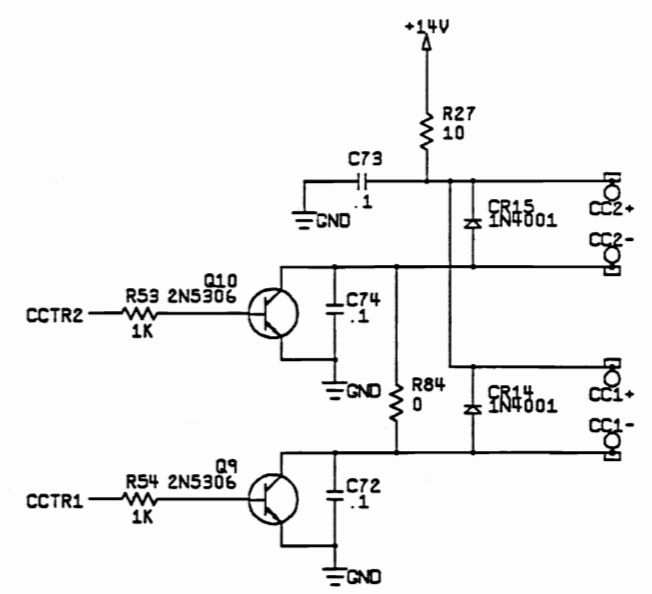 +14V
R27
10
C73
.1
GND
CR15
1N4001
CC2+
CC2-
Q10
R53 2N5306
CCTR2
1K
C74
.1
GND
R84
0
CR14
1N4001
CC1+
CC1-
Q9
R54 2N5306
CCTR1
1K
C72
.1
GND